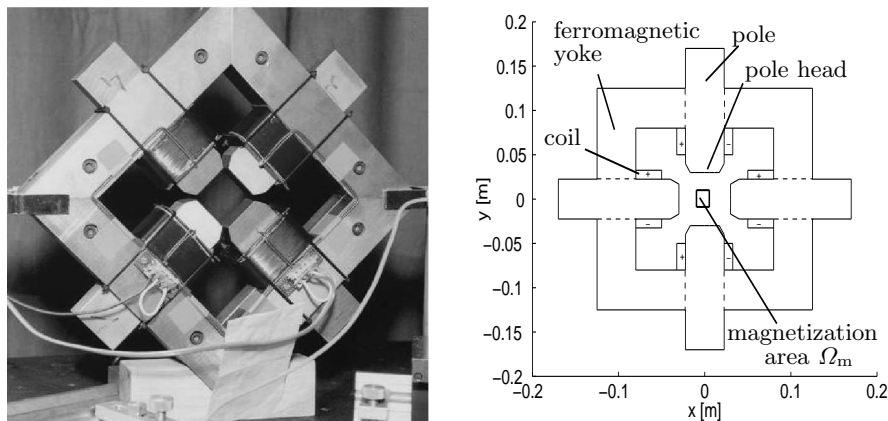 0.2
0.15
0.1
0.05
0
−0.05
−0.1
−0.15
−0.2
y [m]
−0.2
−0.1
0
0.1
0.2
x [m]
ferromagnetic
yoke
pole
pole head
coil
+
−
+
+
−
−
+
−
magnetization
area Ωm